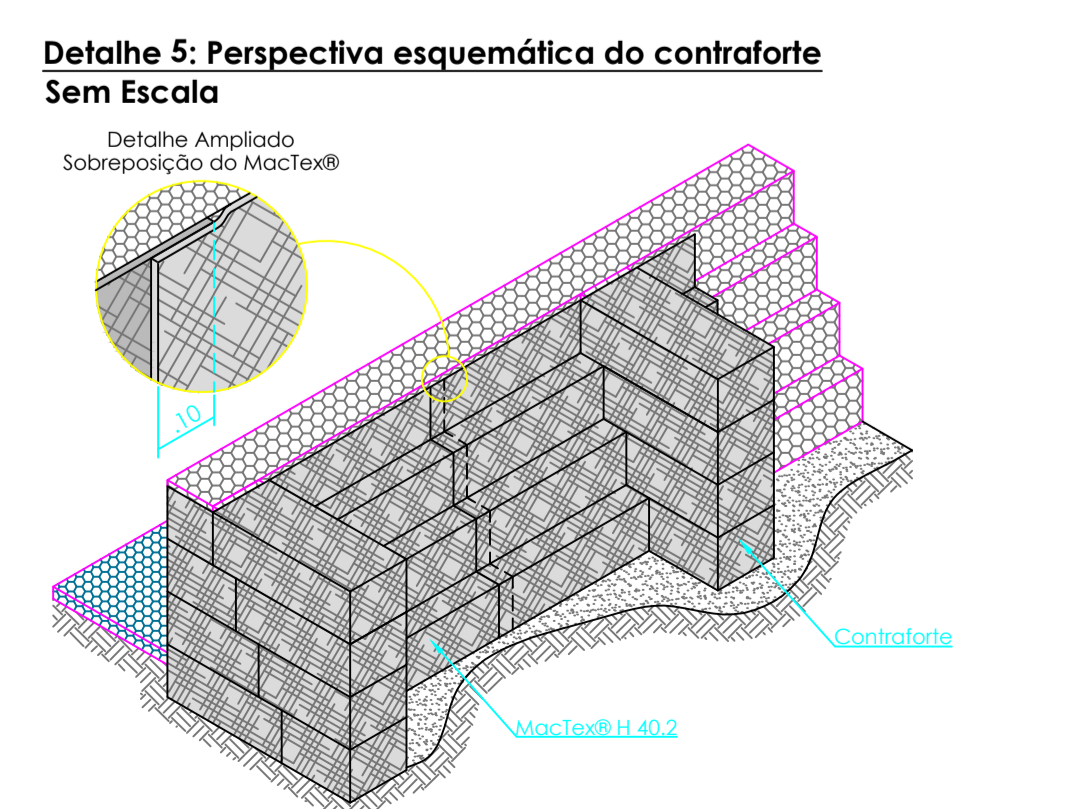 Detalhe 5: Perspectiva esquemática do contraforte
Sem Escala
Detalhe Ampliado
Sobreposição do MacTex®
.10
Contraforte
MacTex® H 40.2